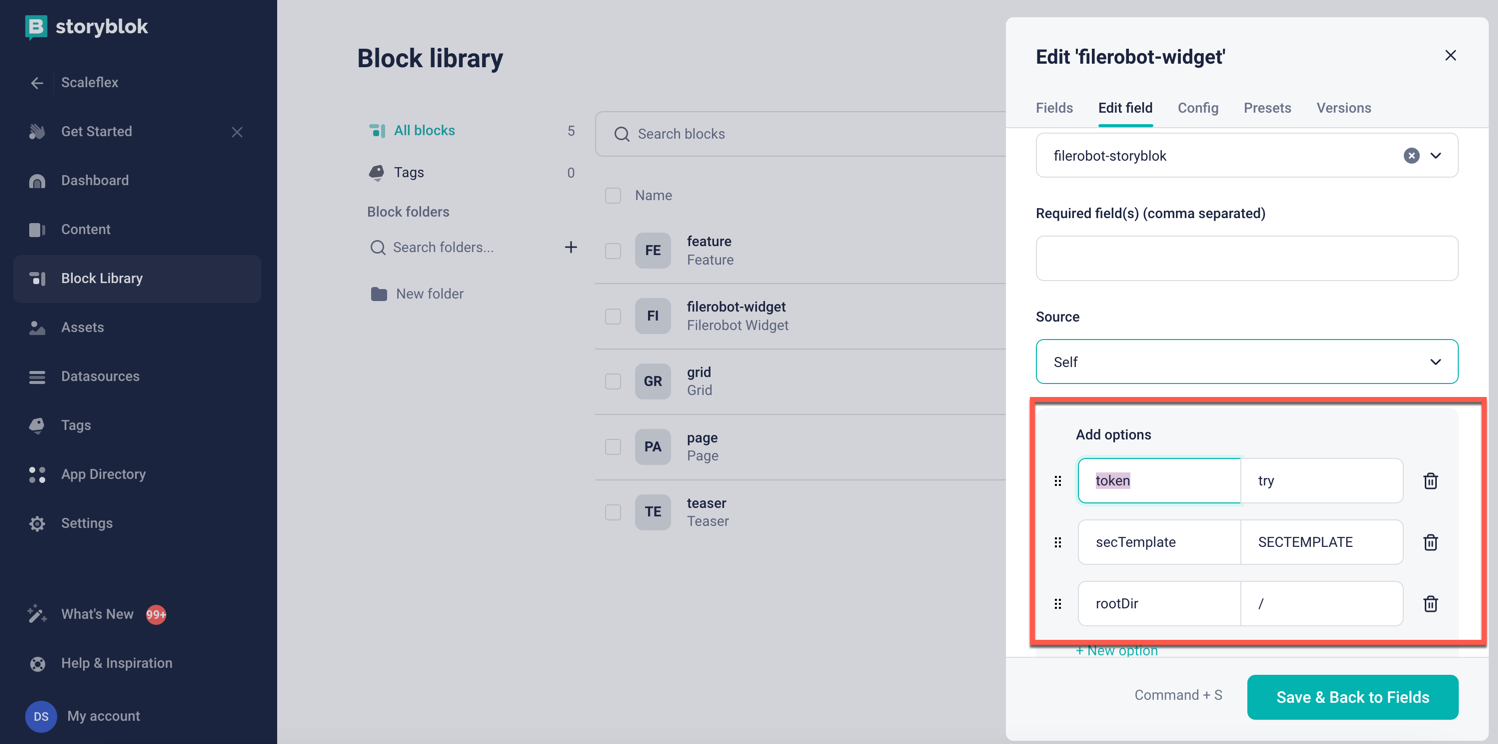 storyblok
Scaleflex
Get Started
Dashboard
Content
Block Library
Assets
Datasources
Tags
App Directory
Settings
What's New 99+
Help & Inspiration
DS My account
Block library
All blocks 5
Tags 0
Block folders
Search folders...
New folder
Search blocks
Name
FE
feature
Feature
FI
filerobot-widget
Filerobot Widget
GR
grid
Grid
PA
page
Page
TE
teaser
Teaser
Edit 'filerobot-widget'
Fields Edit field Config Presets Versions
filerobot-storyblok
Required field(s) (comma separated)
Source
Self
Add options
token try
secTemplate SECTEMPLATE
rootDir /
+ New option
Command + S Save & Back to Fields